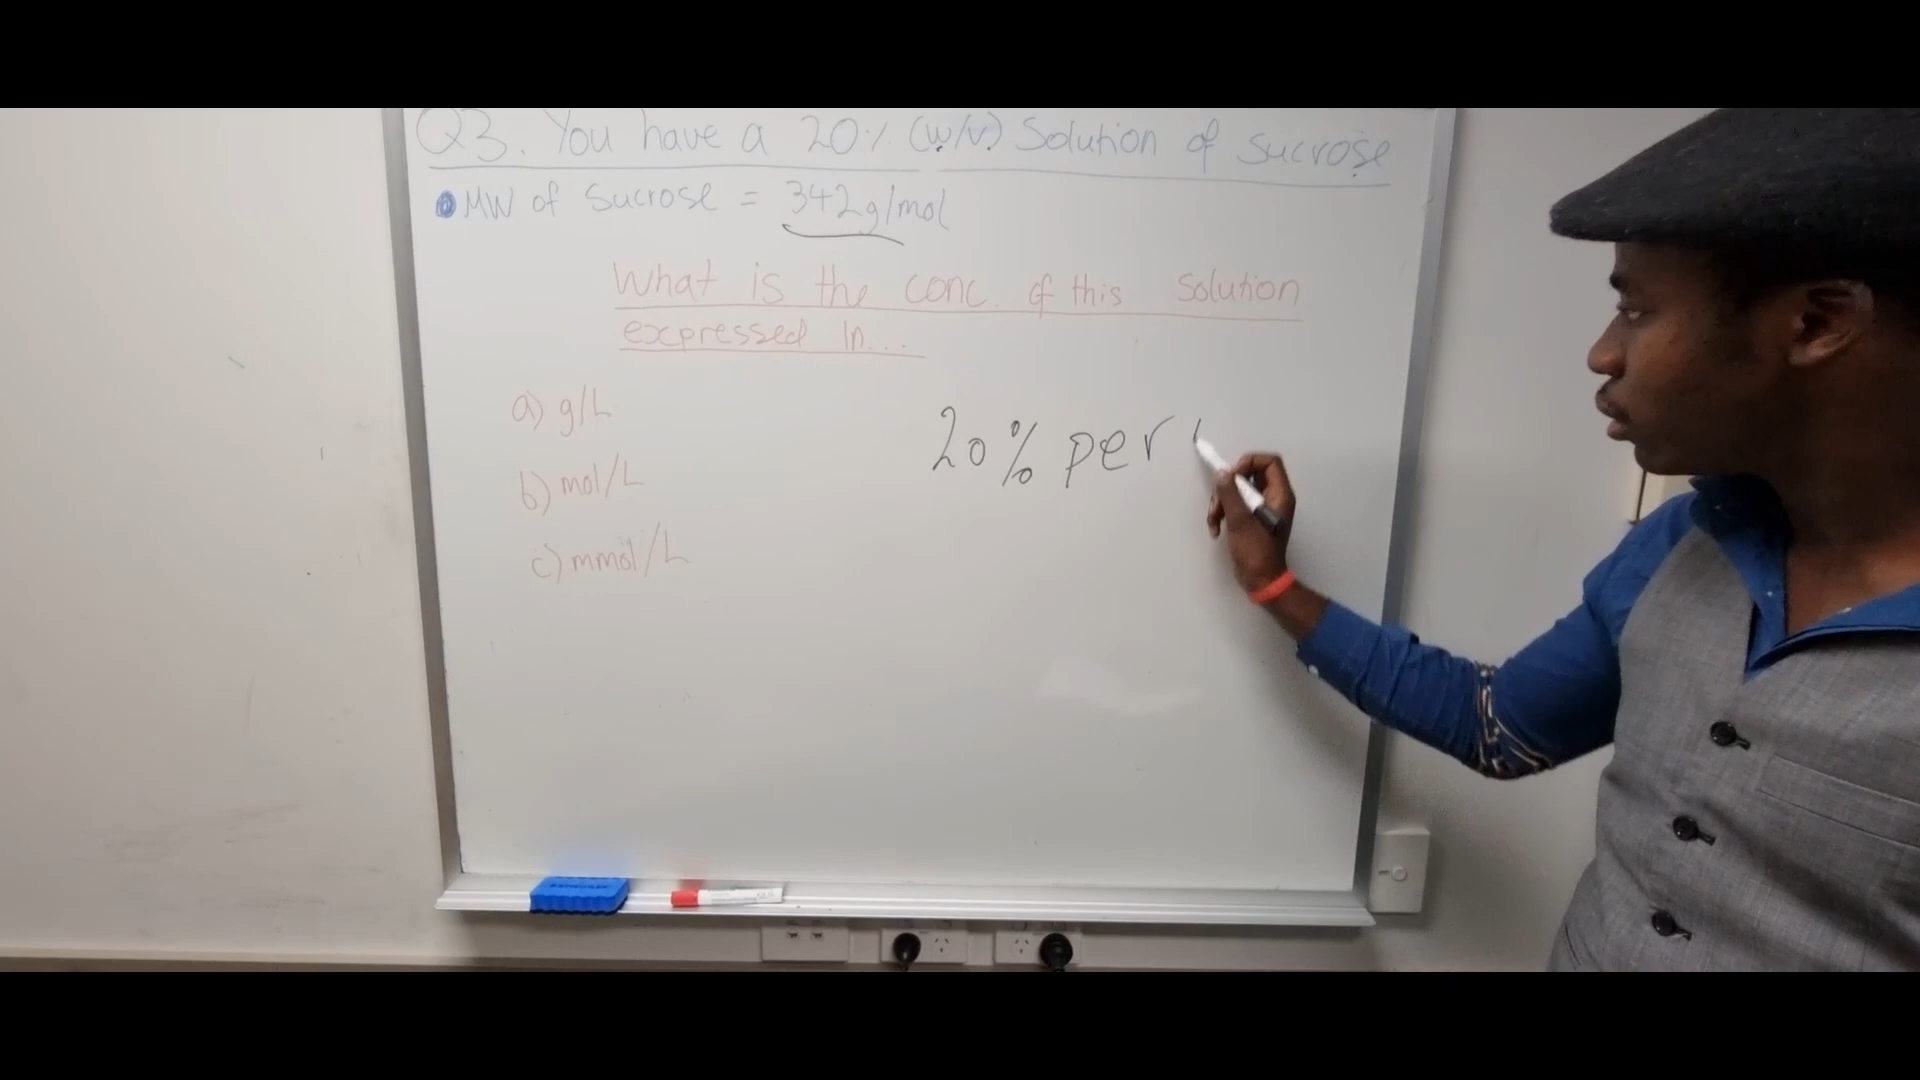 Q3. You have a 20% (w/v) Solution of Sucrose
MW of Sucrose = 342g/mol
What is the conc. of this Solution
expressed in...
a) g/L
20% per
b) mol/L
c) mmol/L